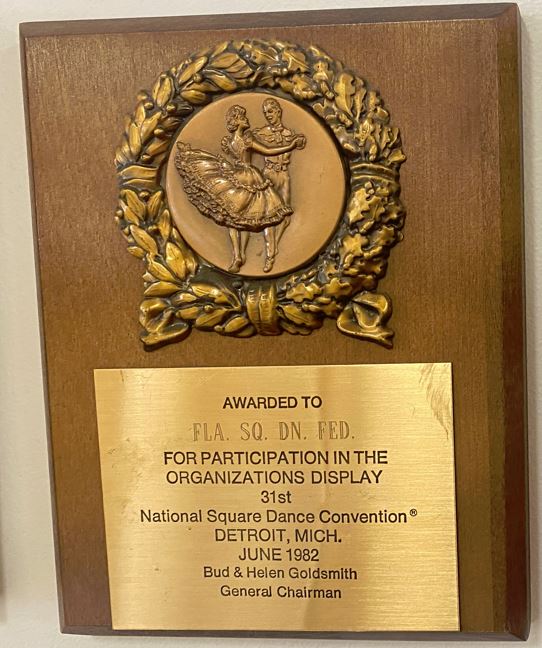 AWARDED TO
FLA. SQ. DN. FED.
FOR PARTICIPATION IN THE
ORGANIZATIONS DISPLAY
31st
National Square Dance Convention®
DETROIT, MICH.
JUNE 1982
Bud & Helen Goldsmith
General Chairman